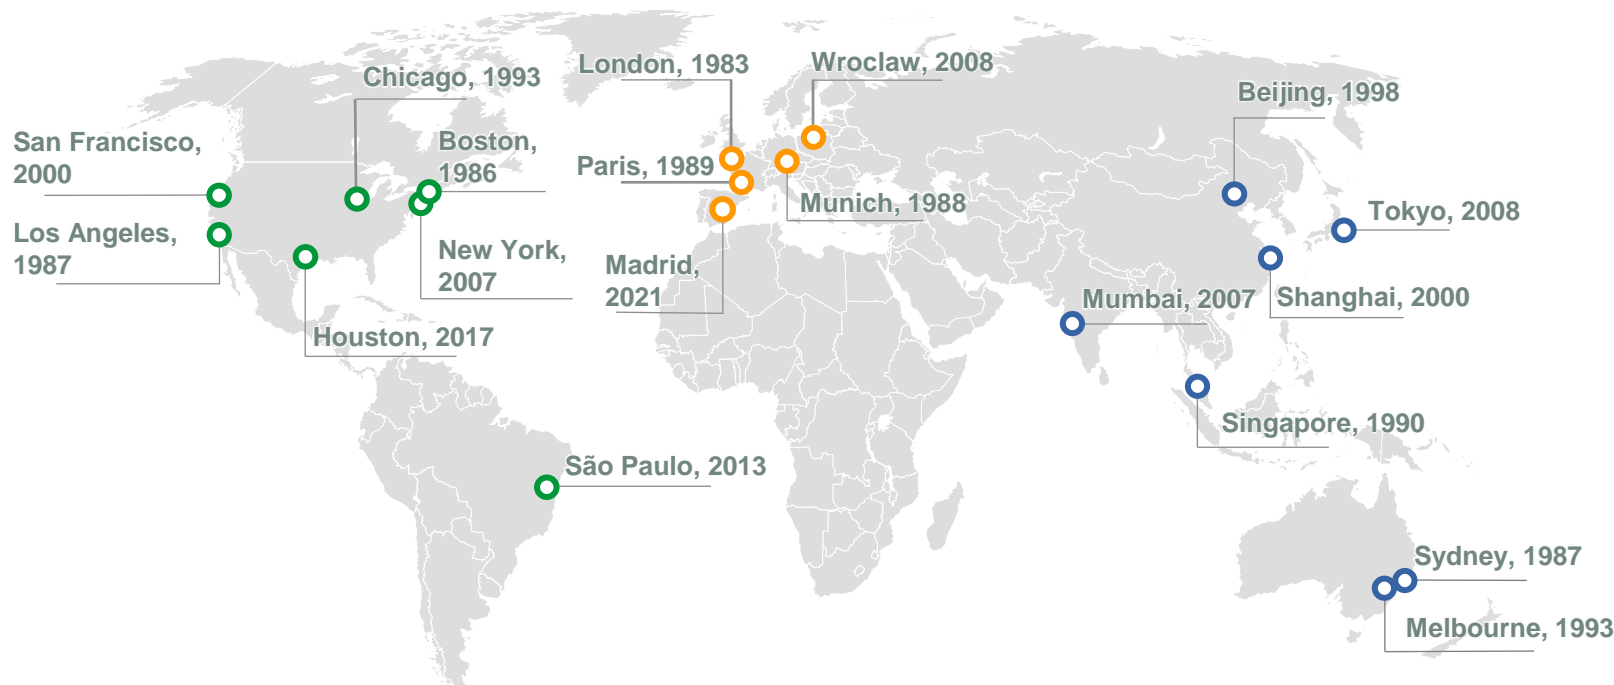 Chicago, 1993
San Francisco,
2000
Boston,
1986
Los Angeles,
1987
New York,
2007
Houston, 2017
São Paulo, 2013
London, 1983
Wroclaw, 2008
Paris, 1989
Munich, 1988
Madrid,
2021
Beijing, 1998
Tokyo, 2008
Mumbai, 2007
Shanghai, 2000
Singapore, 1990
Sydney, 1987
Melbourne, 1993